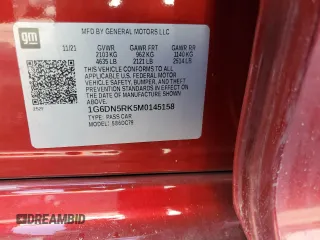 gm
MFD BY GENERAL MOTORS LLC
11/21 GVWR GAWR FRT GAWR RR
2103 KG 962 KG 1140 KG
4635 LB 2121 LB 2514 LB
THIS VEHICLE CONFORMS TO ALL
APPLICABLE U.S. FEDERAL MOTOR
VEHICLE SAFETY, BUMPER, AND
THEFT PREVENTION STANDARDS
IN EFFECT ON THE DATE OF
MANUFACTURE SHOWN ABOVE.
1G6DN5RK5M0145158
TYPE: PASS CAR
DREAMBID